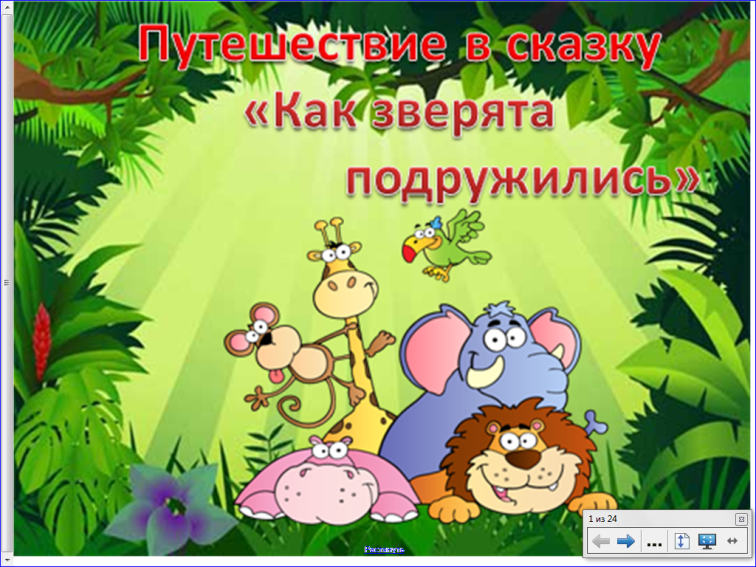 Путешествие в сказку
«Как зверята
подружились»
1 из 24